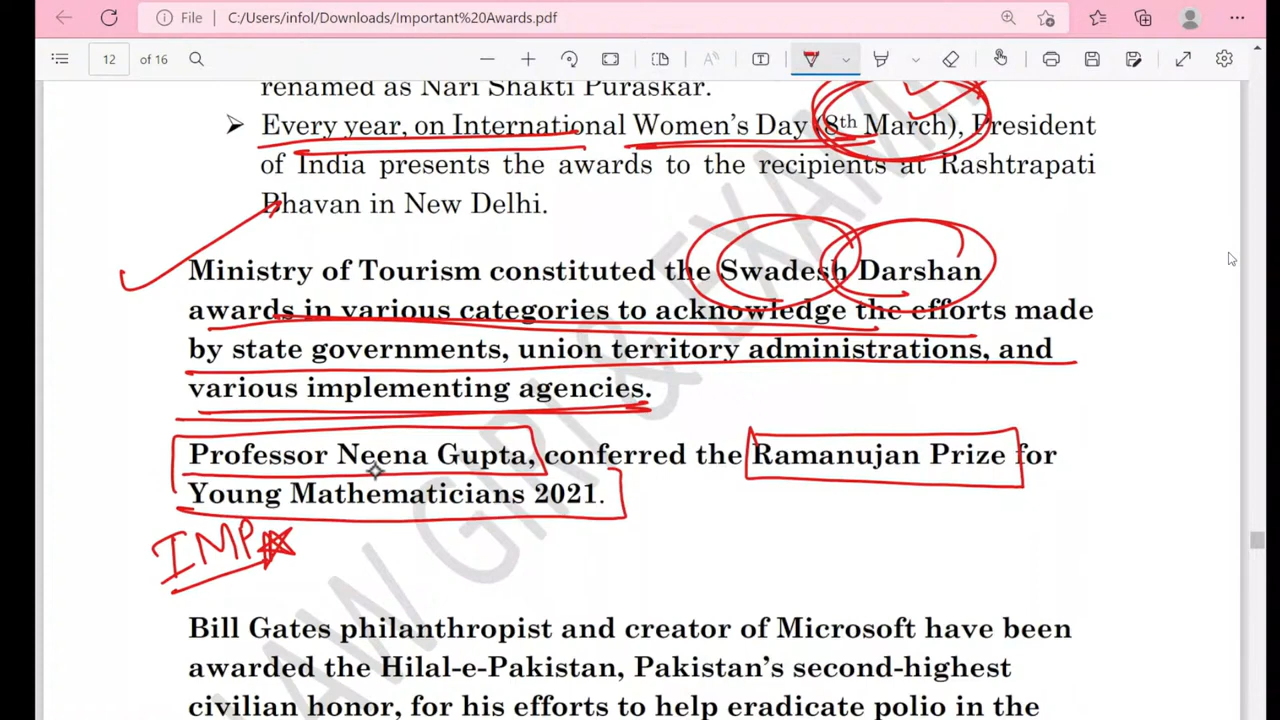 File C:/Users/infol/Downloads/Important%20Awards.pdf
12 of 16
renamed as Nari Shakti Puraskar.
➢ Every year, on International Women's Day (8th March), President
of India presents the awards to the recipients at Rashtrapati
Bhavan in New Delhi.
Ministry of Tourism constituted the Swadesh Darshan
awards in various categories to acknowledge the efforts made
by state governments, union territory administrations, and
various implementing agencies.
Professor Neena Gupta, conferred the Ramanujan Prize for
Young Mathematicians 2021.
IMP
Bill Gates philanthropist and creator of Microsoft have been
awarded the Hilal-e-Pakistan, Pakistan's second-highest
civilian honor, for his efforts to help eradicate polio in the
LAW GIRI & EXAM